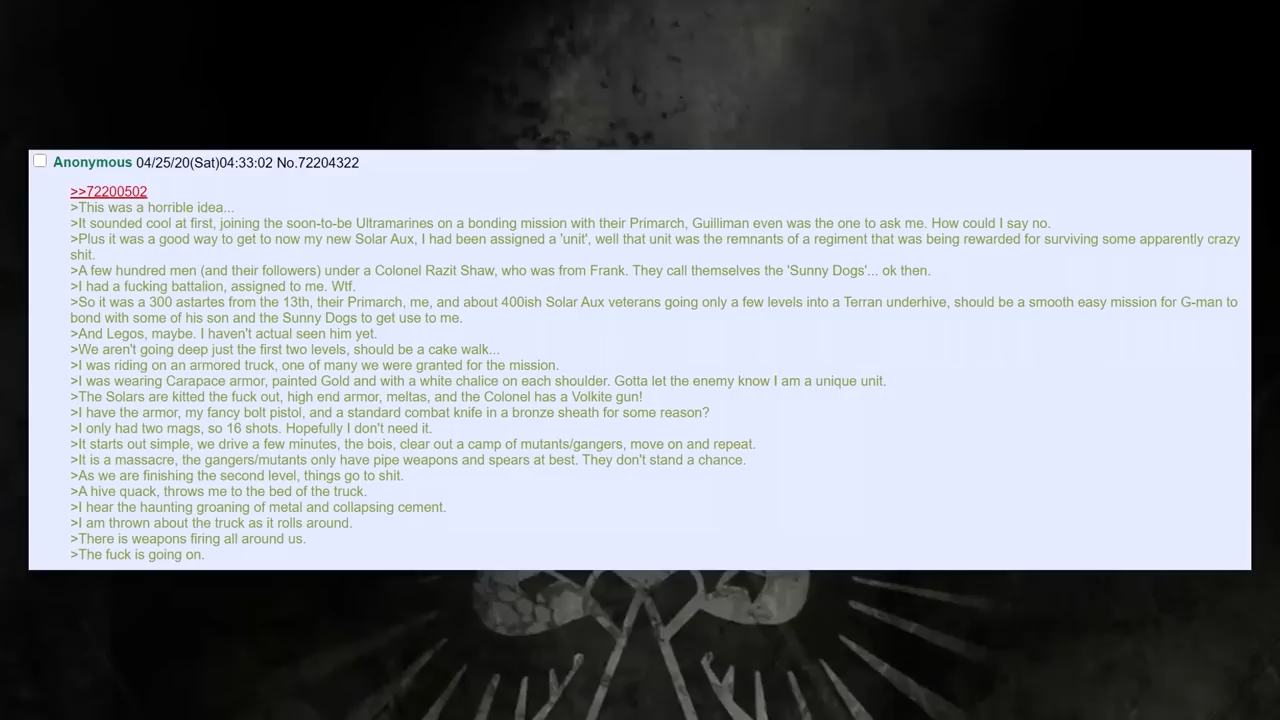 Anonymous 04/25/20(Sat)04:33:02 No.72204322
>>72200502
>This was a horrible idea...
>It sounded cool at first, joining the soon-to-be Ultramarines on a bonding mission with their Primarch, Guilliman even was the one to ask me. How could I say no.
>Plus it was a good way to get to now my new Solar Aux, I had been assigned a 'unit', well that unit was the remnants of a regiment that was being rewarded for surviving some apparently crazy
shit.
>A few hundred men (and their followers) under a Colonel Razit Shaw, who was from Frank. They call themselves the 'Sunny Dogs'... ok then.
>I had a fucking battalion, assigned to me. Wtf.
>So it was a 300 astartes from the 13th, their Primarch, me, and about 400ish Solar Aux veterans going only a few levels into a Terran underhive, should be a smooth easy mission for G-man to
bond with some of his son and the Sunny Dogs to get use to me.
>And Legos, maybe. I haven't actual seen him yet.
>We aren't going deep just the first two levels, should be a cake walk...
>I was riding on an armored truck, one of many we were granted for the mission.
>I was wearing Carapace armor, painted Gold and with a white chalice on each shoulder. Gotta let the enemy know I am a unique unit.
>The Solars are kitted the fuck out, high end armor, meltas, and the Colonel has a Volkite gun!
>I have the armor, my fancy bolt pistol, and a standard combat knife in a bronze sheath for some reason?
>I only had two mags, so 16 shots. Hopefully I don't need it.
>It starts out simple, we drive a few minutes, the bois, clear out a camp of mutants/gangers, move on and repeat.
>It is a massacre, the gangers/mutants only have pipe weapons and spears at best. They don't stand a chance.
>As we are finishing the second level, things go to shit.
>A hive quack, throws me to the bed of the truck.
>I hear the haunting groaning of metal and collapsing cement.
>I am thrown about the truck as it rolls around.
>There is weapons firing all around us.
>The fuck is going on.